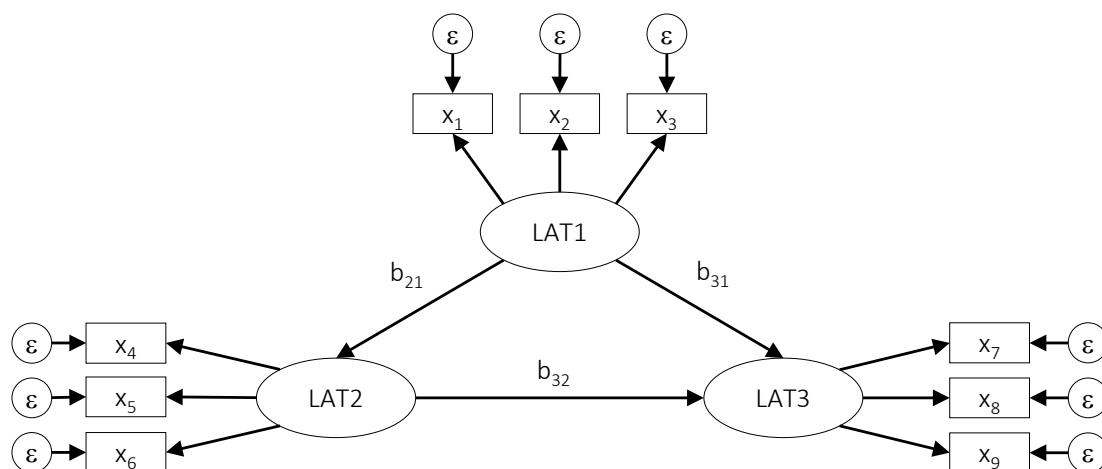 ε ε ε
x₁ x₂ x₃
LAT1
b₂₁ b₃₁
ε x₄ x₇ ε
b₃₂
ε x₅ LAT2 LAT3 x₈ ε
ε x₆ x₉ ε